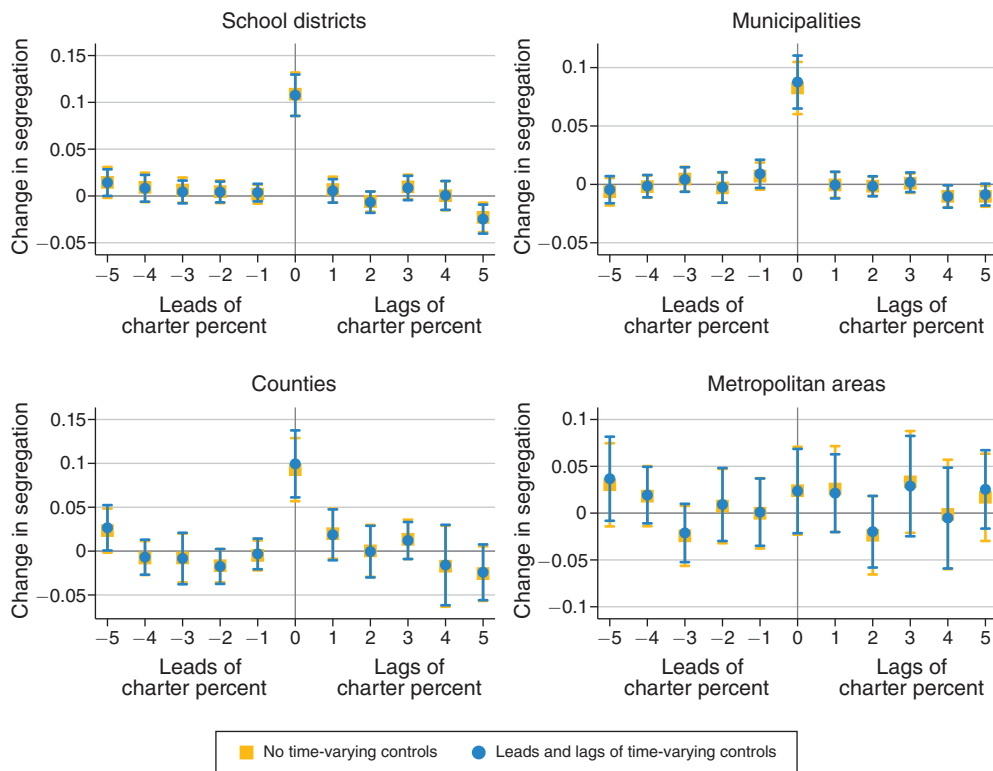 School districts
Change in segregation
0.15
0.1
0.05
0
−0.05
−5 −4 −3 −2 −1 0 1 2 3 4 5
Leads of
charter percent
Lags of
charter percent
Municipalities
Change in segregation
0.1
0.05
0
−0.05
−5 −4 −3 −2 −1 0 1 2 3 4 5
Leads of
charter percent
Lags of
charter percent
Counties
Change in segregation
0.15
0.1
0.05
0
−0.05
−5 −4 −3 −2 −1 0 1 2 3 4 5
Leads of
charter percent
Lags of
charter percent
Metropolitan areas
Change in segregation
0.1
0.05
0
−0.05
−0.1
−5 −4 −3 −2 −1 0 1 2 3 4 5
Leads of
charter percent
Lags of
charter percent
No time-varying controls
Leads and lags of time-varying controls